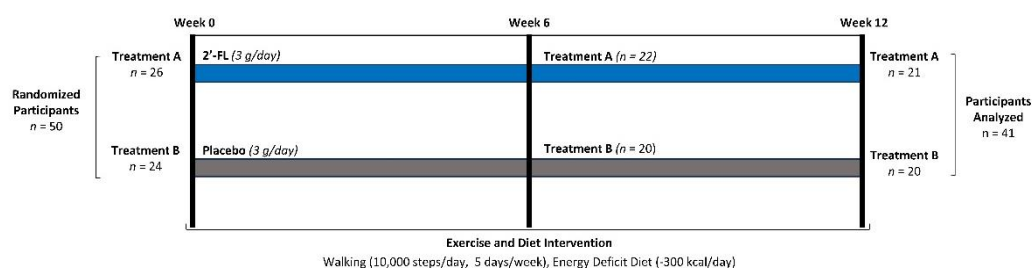 Week 0
Week 6
Week 12
Treatment A
n = 26
2’-FL (3 g/day)
Treatment A (n = 22)
Treatment A
n = 21
Randomized
Participants
n = 50
Participants
Analyzed
n = 41
Treatment B
n = 24
Placebo (3 g/day)
Treatment B (n = 20)
Treatment B
n = 20
Exercise and Diet Intervention
Walking (10,000 steps/day, 5 days/week), Energy Deficit Diet (-300 kcal/day)